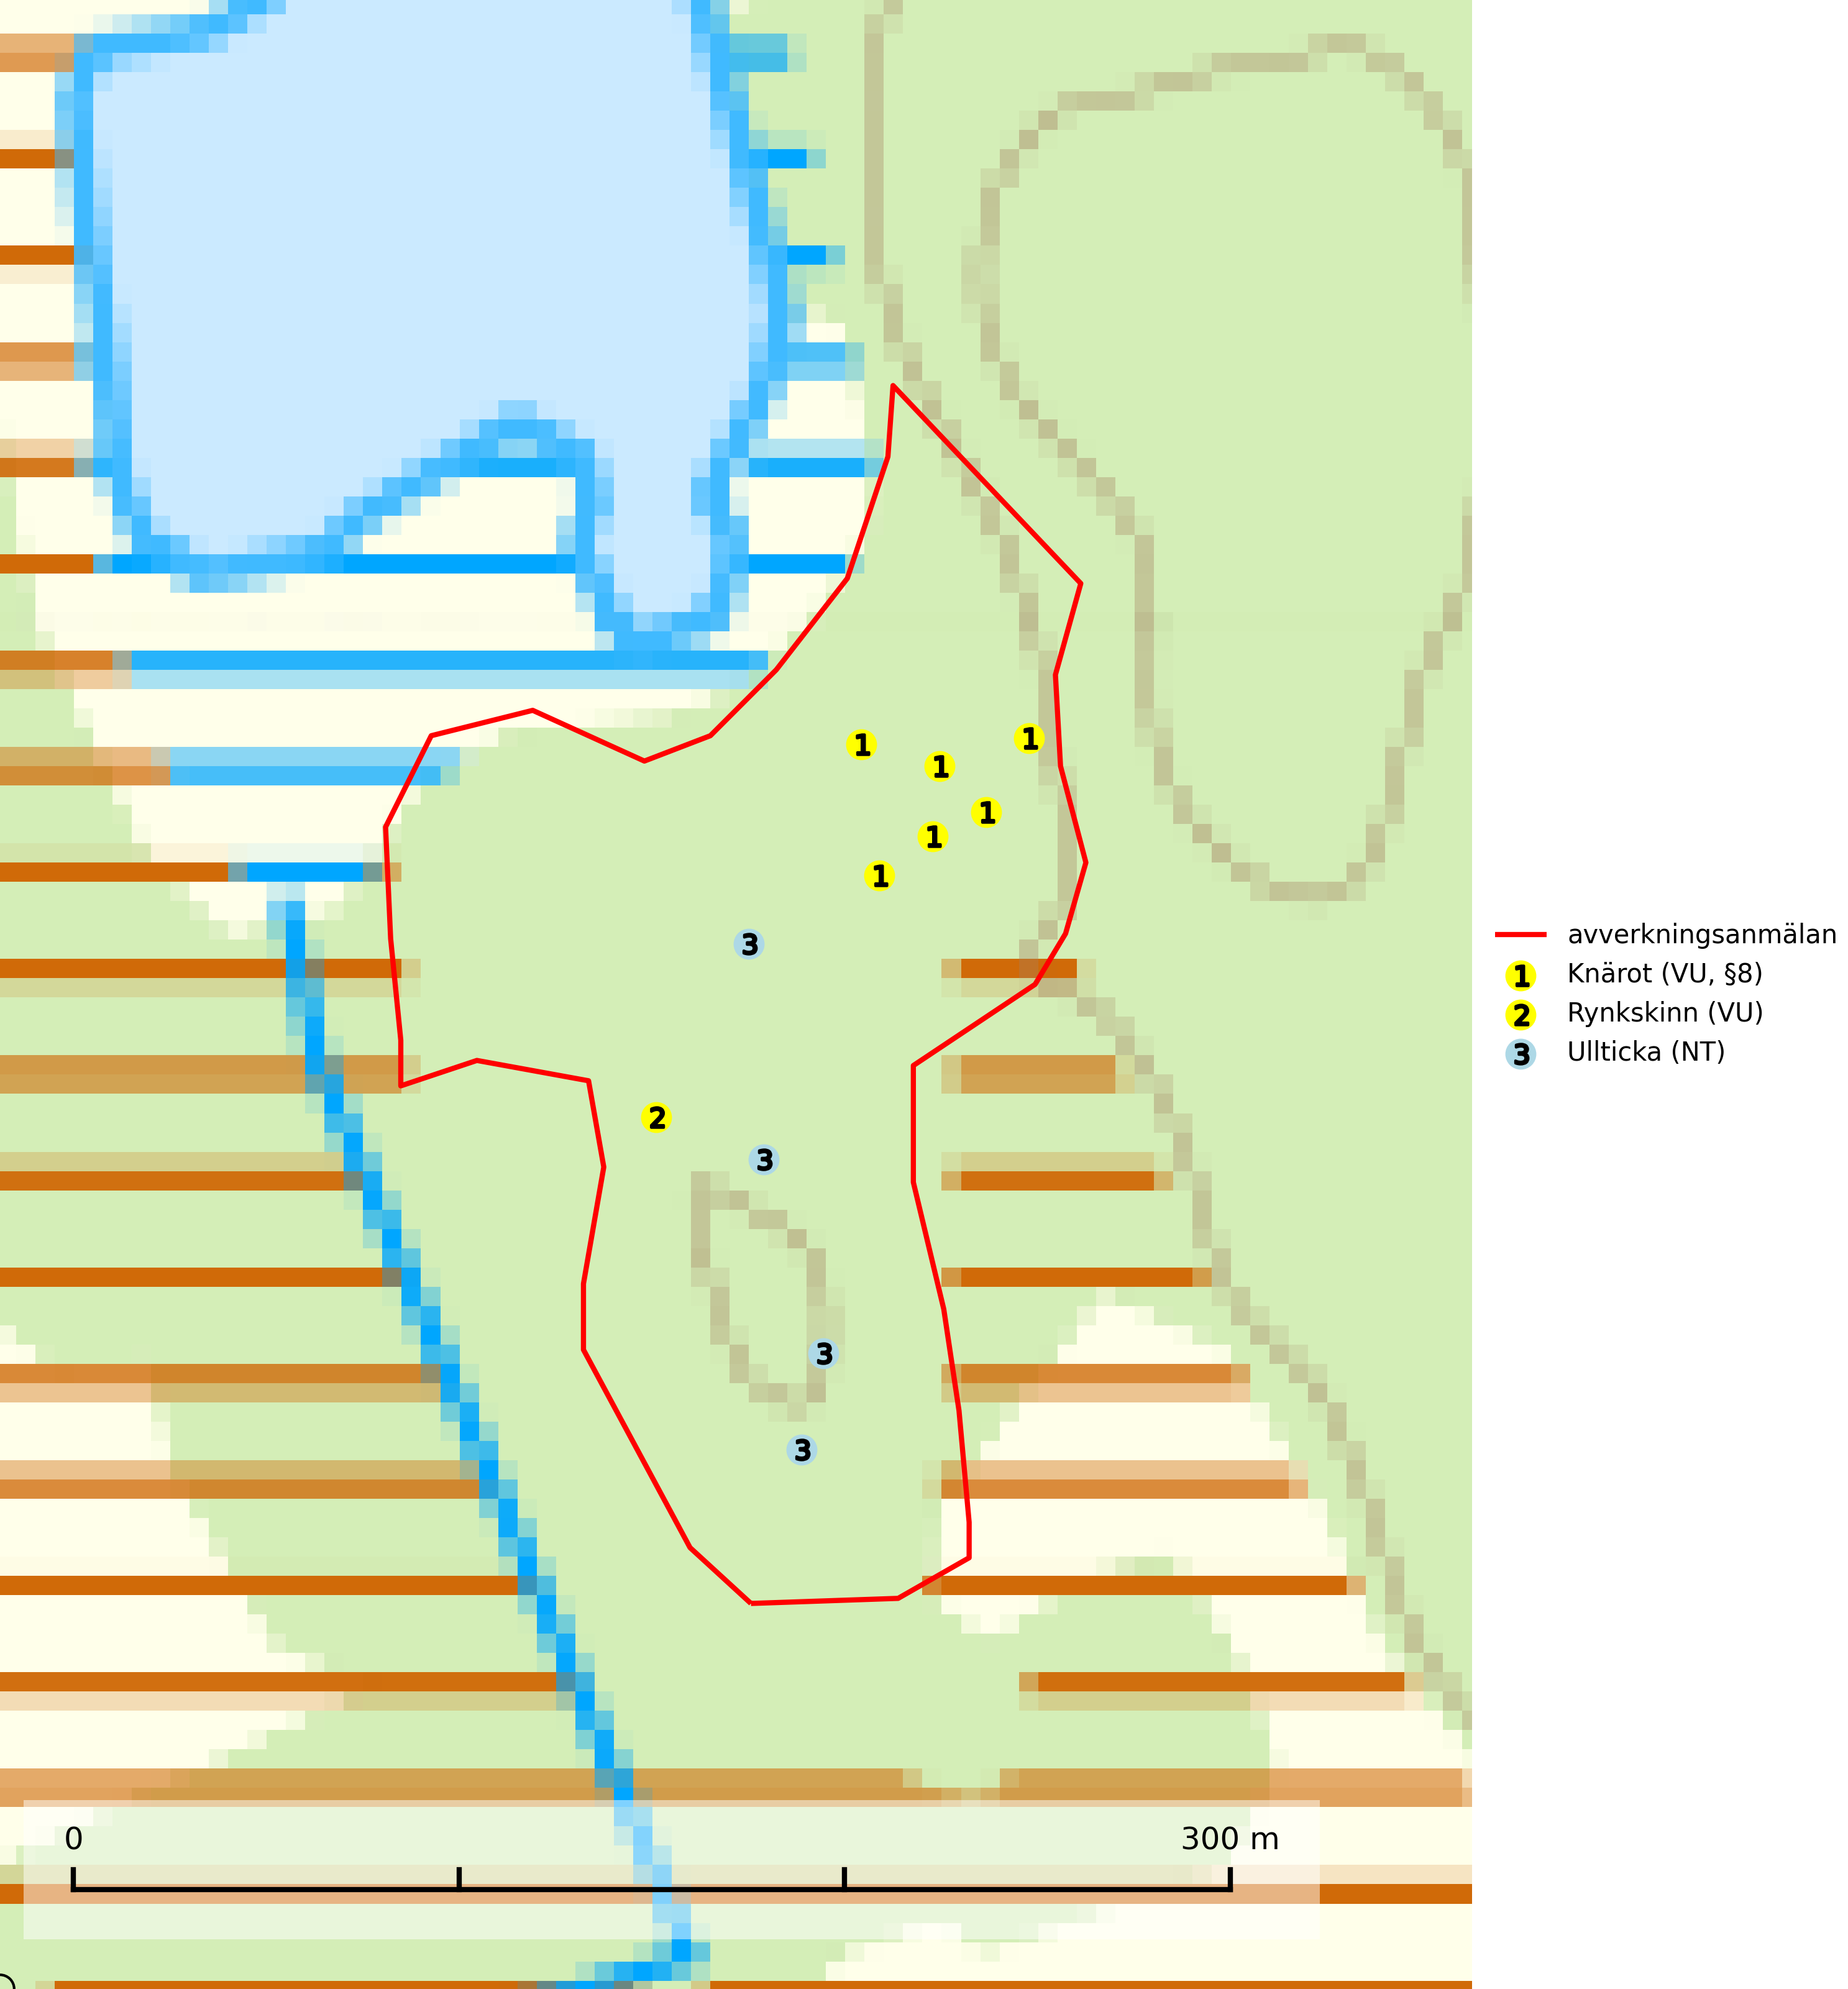 1
1
1
1
1
1
3
2
3
3
3
avverkningsanmälan
1 Knärot (VU, §8)
2 Rynkskinn (VU)
3 Ullticka (NT)
0 300 m